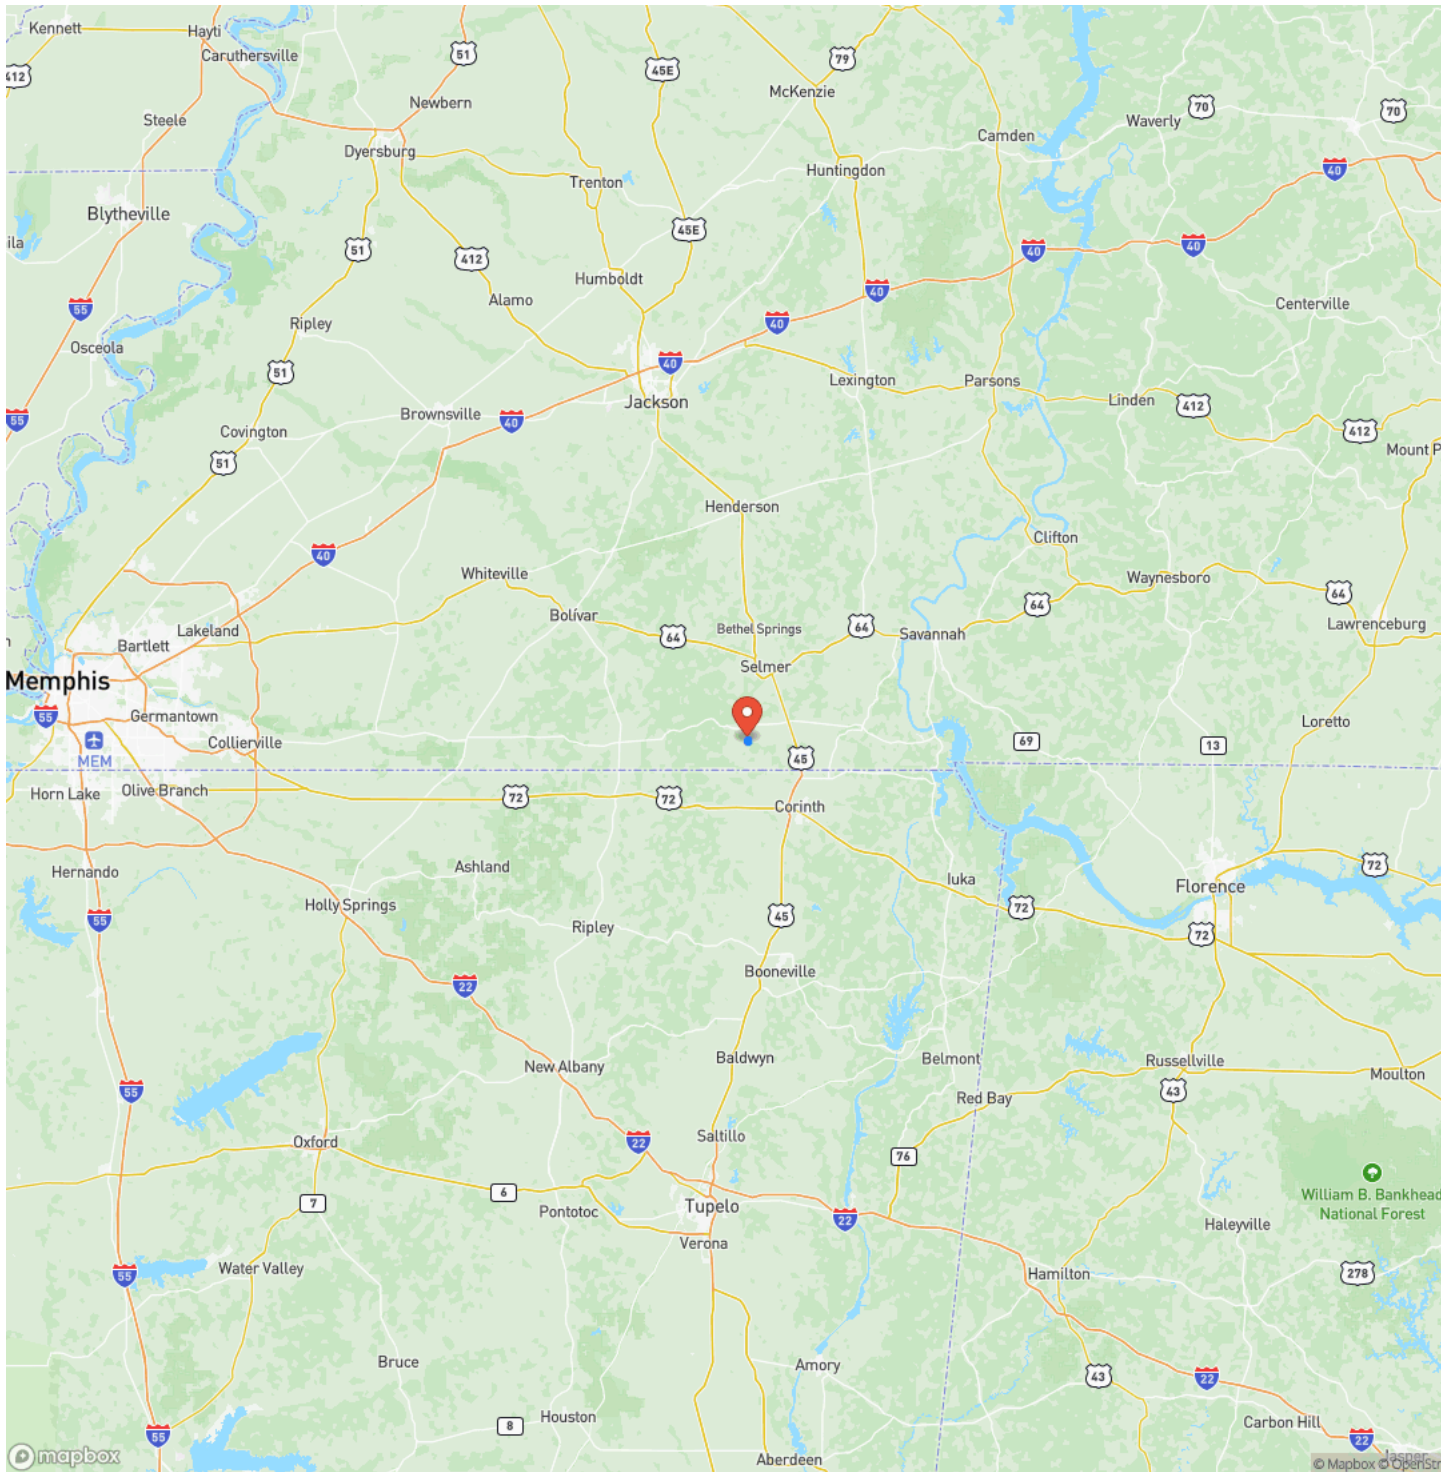 Kennett
Hayti
Caruthersville
51
45E
79
412
Newbern
McKenzie
70
70
Steele
Camden
Waverly
Dyersburg
Huntingdon
40
Trenton
Blytheville
45E
ila
51
412
40
40
Humboldt
40
Alamo
Centerville
55
Ripley
40
Osceola
40
51
Lexington
Parsons
Jackson
Linden
412
55
Brownsville
40
Covington
412
51
Mount P
Henderson
Clifton
40
Whiteville
Waynesboro
64
Bolívar
64
Lakeland
Bethel Springs
64
Savannah
Lawrenceburg
Bartlett
64
Selmer
Memphis
55
Germantown
Loretto
Collierville
69
13
MEM
45
Horn Lake
Olive Branch
72
72
Corinth
Hernando
Ashland
Iuka
72
Florence
Holly Springs
72
55
45
Ripley
72
Booneville
22
Baldwyn
Belmont
Russellville
New Albany
Moulton
55
43
Red Bay
Saltillo
Oxford
22
76
William B. Bankhead
National Forest
7
6
Tupelo
Pontotoc
22
Haleyville
Verona
Water Valley
55
Hamilton
278
Bruce
Amory
43
22
Houston
8
Carbon Hill
55
22
mapbox
Aberdeen
Jasper
© Mapbox © OpenStr